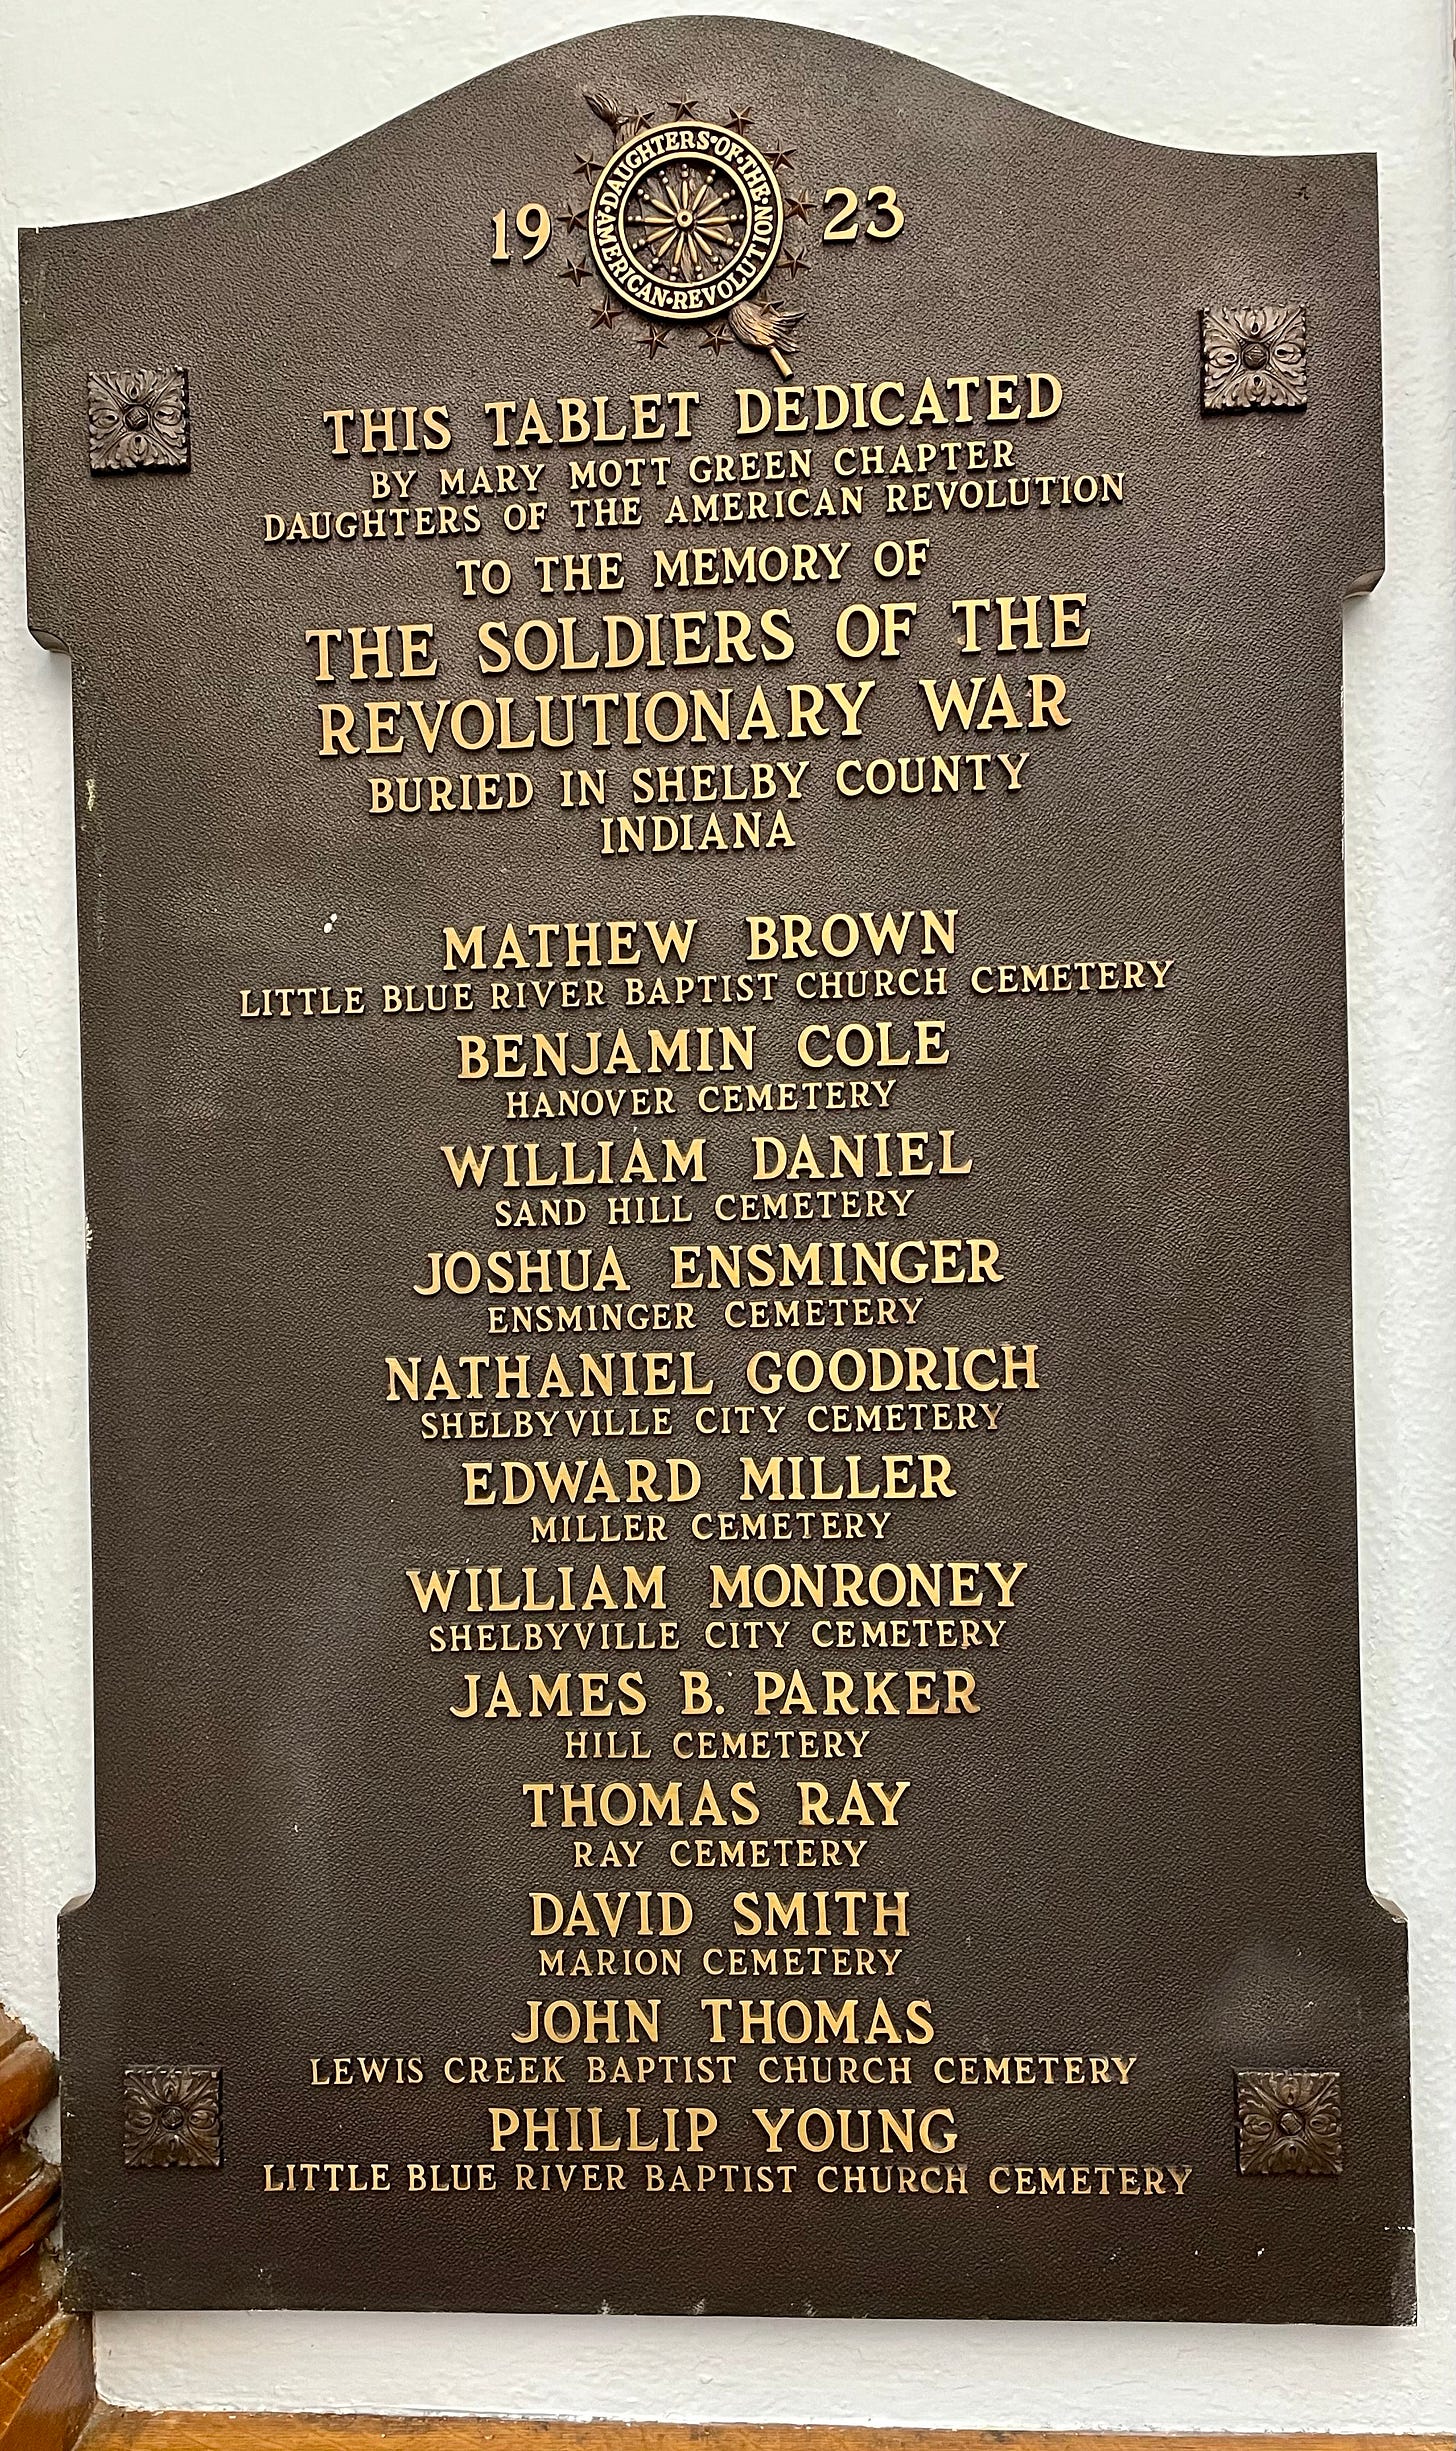 19 23
DAUGHTERS·OF·THE·AMERICAN·REVOLUTION
THIS TABLET DEDICATED
BY MARY MOTT GREEN CHAPTER
DAUGHTERS OF THE AMERICAN REVOLUTION
TO THE MEMORY OF
THE SOLDIERS OF THE
REVOLUTIONARY WAR
BURIED IN SHELBY COUNTY
INDIANA
MATHEW BROWN
LITTLE BLUE RIVER BAPTIST CHURCH CEMETERY
BENJAMIN COLE
HANOVER CEMETERY
WILLIAM DANIEL
SAND HILL CEMETERY
JOSHUA ENSMINGER
ENSMINGER CEMETERY
NATHANIEL GOODRICH
SHELBYVILLE CITY CEMETERY
EDWARD MILLER
MILLER CEMETERY
WILLIAM MONRONEY
SHELBYVILLE CITY CEMETERY
JAMES B. PARKER
HILL CEMETERY
THOMAS RAY
RAY CEMETERY
DAVID SMITH
MARION CEMETERY
JOHN THOMAS
LEWIS CREEK BAPTIST CHURCH CEMETERY
PHILLIP YOUNG
LITTLE BLUE RIVER BAPTIST CHURCH CEMETERY